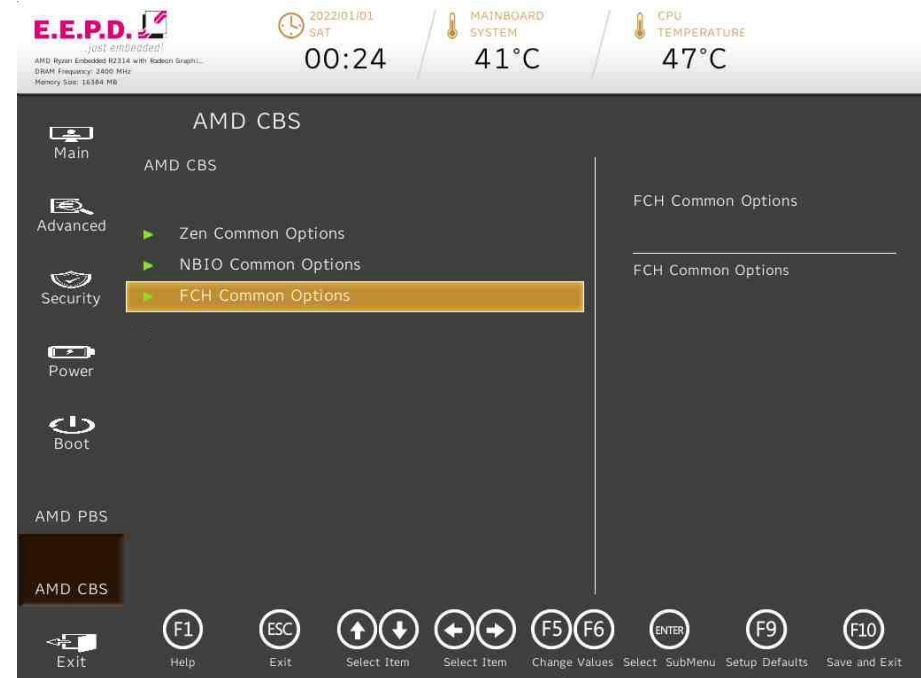 E.E.P.D.
...just embedded!
AMD Ryzen Embedded R2314 with Radeon Graphi...
DRAM Frequency: 2400 MHz
Memory Size: 16384 MB
2022/01/01
SAT
00:24
MAINBOARD
SYSTEM
41°C
CPU
TEMPERATURE
47°C
Main
Advanced
Security
Power
Boot
AMD PBS
AMD CBS
Exit
AMD CBS
AMD CBS
Zen Common Options
NBIO Common Options
FCH Common Options
FCH Common Options
FCH Common Options
F1
Help
ESC
Exit
Select Item
Select Item
F5 F6
Change Values
ENTER
Select SubMenu
F9
Setup Defaults
F10
Save and Exit